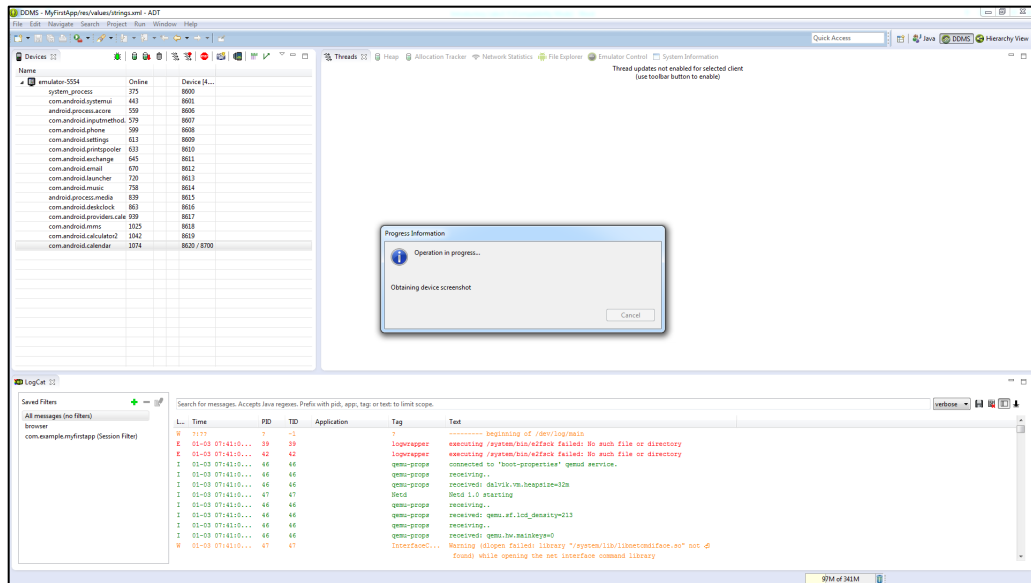 DDMS - MyFirstApp/res/values/strings.xml - ADT
File Edit Navigate Search Project Run Window Help
Quick Access Java DDMS Hierarchy View
Devices
Threads Heap Allocation Tracker Network Statistics File Explorer Emulator Control System Information
Thread updates not enabled for selected client
(use toolbar button to enable)
Name
emulator-5554 Online Device [4....
system_process 375 8600
com.android.systemui 443 8601
android.process.acore 559 8606
com.android.inputmethod. 579 8607
com.android.phone 599 8608
com.android.settings 613 8609
com.android.printspooler 633 8610
com.android.exchange 645 8611
com.android.email 670 8612
com.android.launcher 720 8613
com.android.music 758 8614
android.process.media 839 8615
com.android.deskclock 863 8616
com.android.providers.cale 939 8617
com.android.mms 1025 8618
com.android.calculator2 1042 8619
com.android.calendar 1074 8620 / 8700
Progress Information
Operation in progress...
Obtaining device screenshot
Cancel
LogCat
Saved Filters
All messages (no filters)
browser
com.example.myfirstapp (Session Filter)
Search for messages. Accepts Java regexes. Prefix with pid:, app:, tag: or text: to limit scope.
verbose
L... Time PID TID Application Tag Text
W ?:?? ? -1 ? --------- beginning of /dev/log/main
E 01-03 07:41:0... 39 39 logwrapper executing /system/bin/e2fsck failed: No such file or directory
E 01-03 07:41:0... 42 42 logwrapper executing /system/bin/e2fsck failed: No such file or directory
I 01-03 07:41:0... 46 46 qemu-props connected to 'boot-properties' qemud service.
I 01-03 07:41:0... 46 46 qemu-props receiving..
I 01-03 07:41:0... 46 46 qemu-props received: dalvik.vm.heapsize=32m
I 01-03 07:41:0... 47 47 Netd Netd 1.0 starting
I 01-03 07:41:0... 46 46 qemu-props receiving..
I 01-03 07:41:0... 46 46 qemu-props received: qemu.sf.lcd_density=213
I 01-03 07:41:0... 46 46 qemu-props receiving..
I 01-03 07:41:0... 46 46 qemu-props received: qemu.hw.mainkeys=0
W 01-03 07:41:0... 47 47 InterfaceC... Warning (dlopen failed: library "/system/lib/libnetcmdiface.so" not
found) while opening the net interface command library
97M of 341M